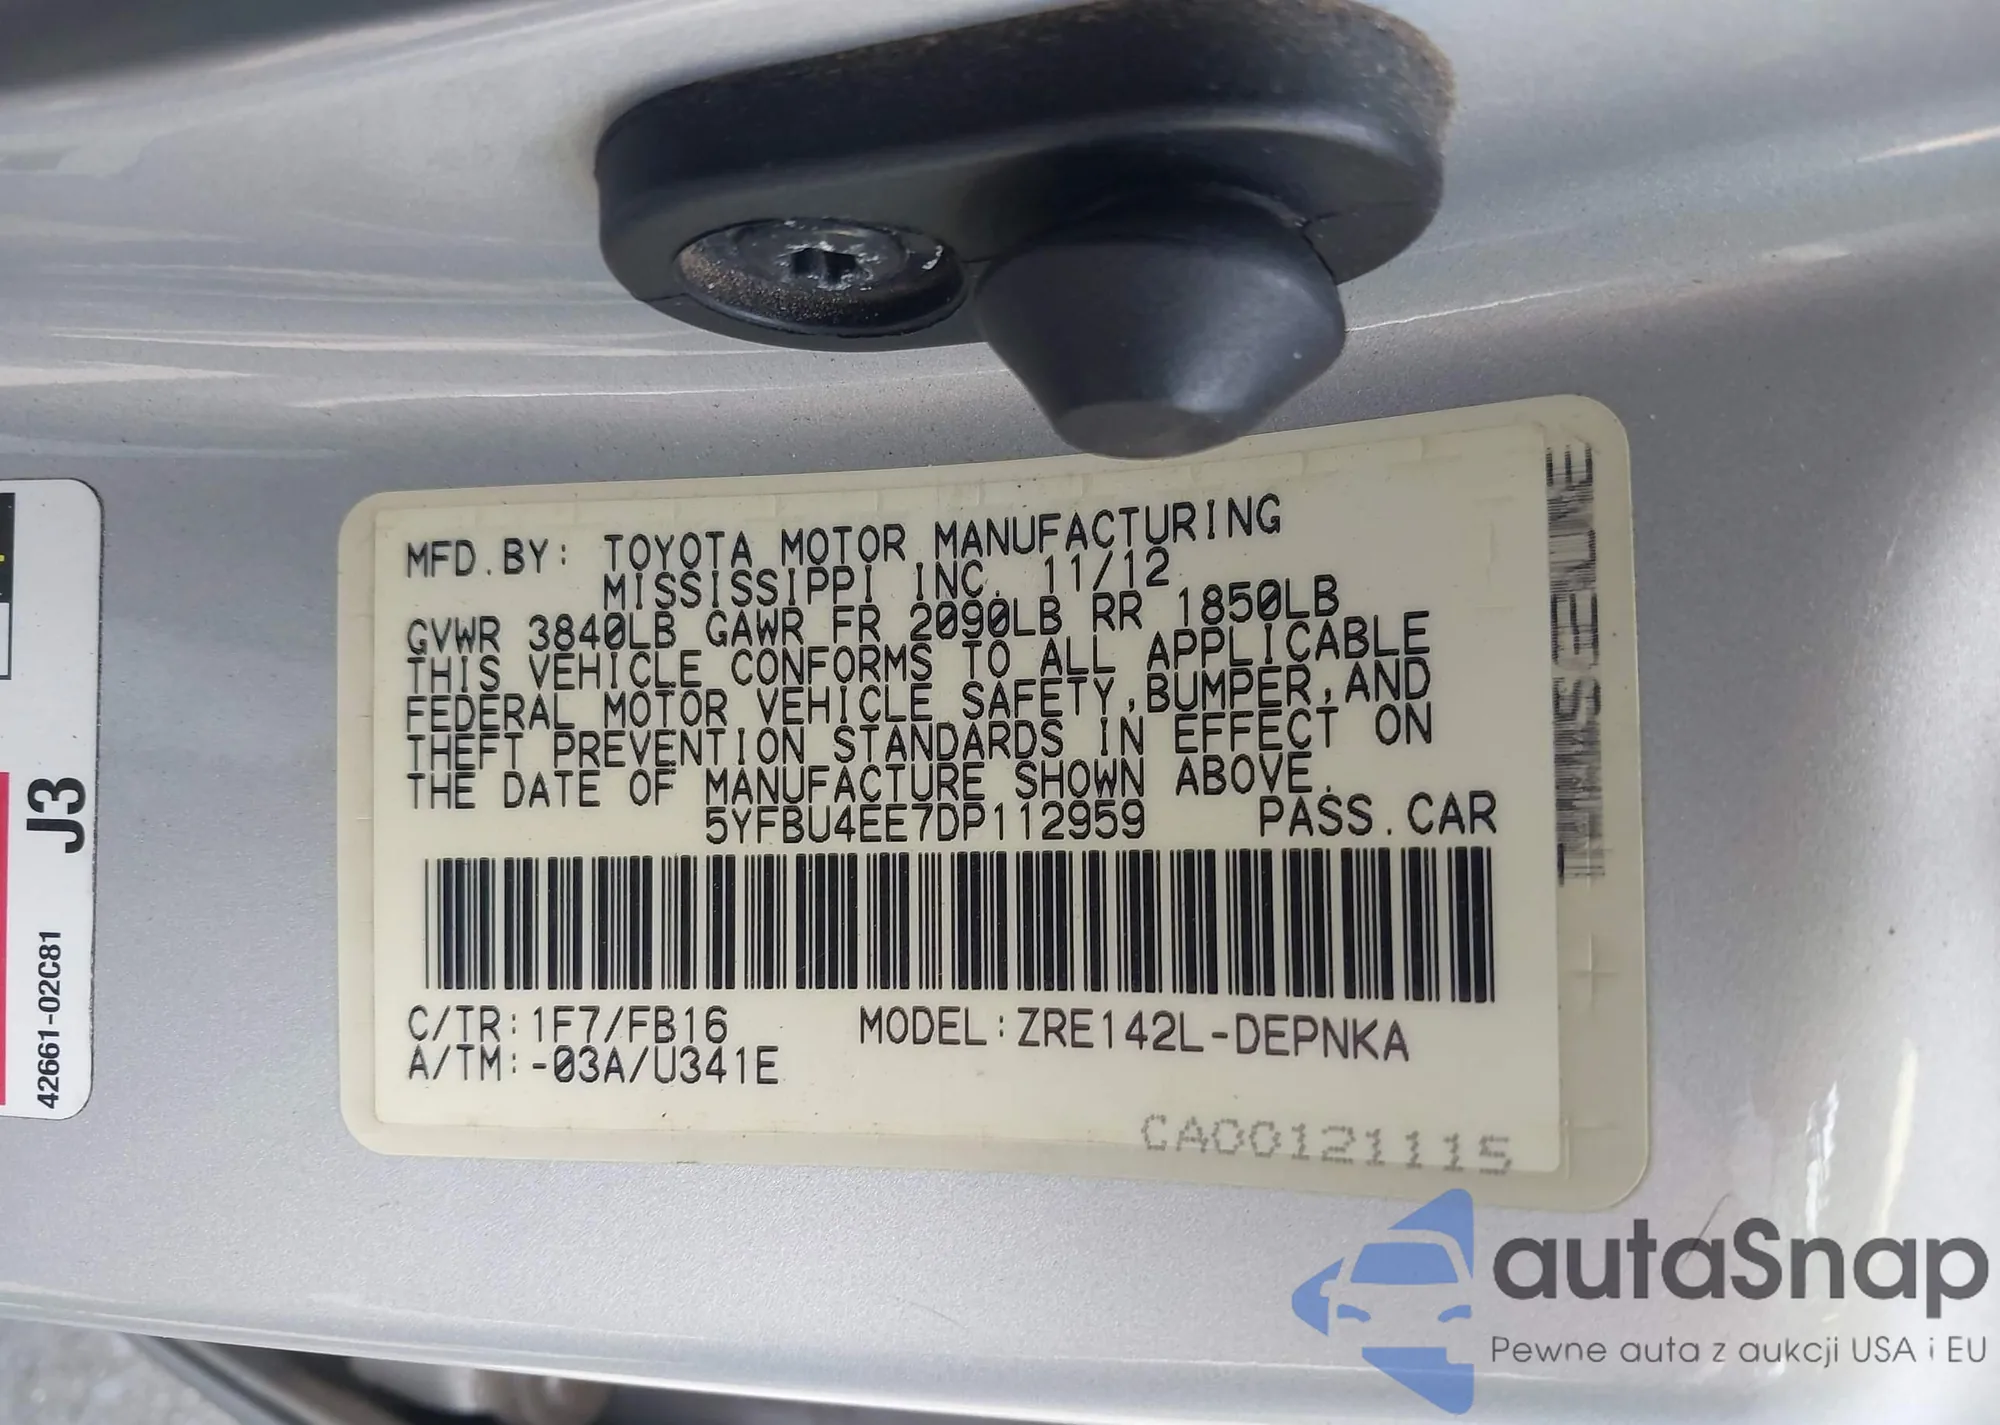 MFD.BY: TOYOTA MOTOR MANUFACTURING
MISSISSIPPI INC. 11/12
GVWR 3840LB GAWR FR 2090LB RR 1850LB
THIS VEHICLE CONFORMS TO ALL APPLICABLE
FEDERAL MOTOR VEHICLE SAFETY,BUMPER,AND
THEFT PREVENTION STANDARDS IN EFFECT ON
THE DATE OF MANUFACTURE SHOWN ABOVE.
5YFBU4EE7DP112959 PASS.CAR
C/TR:1F7/FB16 MODEL:ZRE142L-DEPNKA
A/TM:-03A/U341E
CA00121115
J3
42661-02C81
autaSnap
Pewne auta z aukcji USA i EU